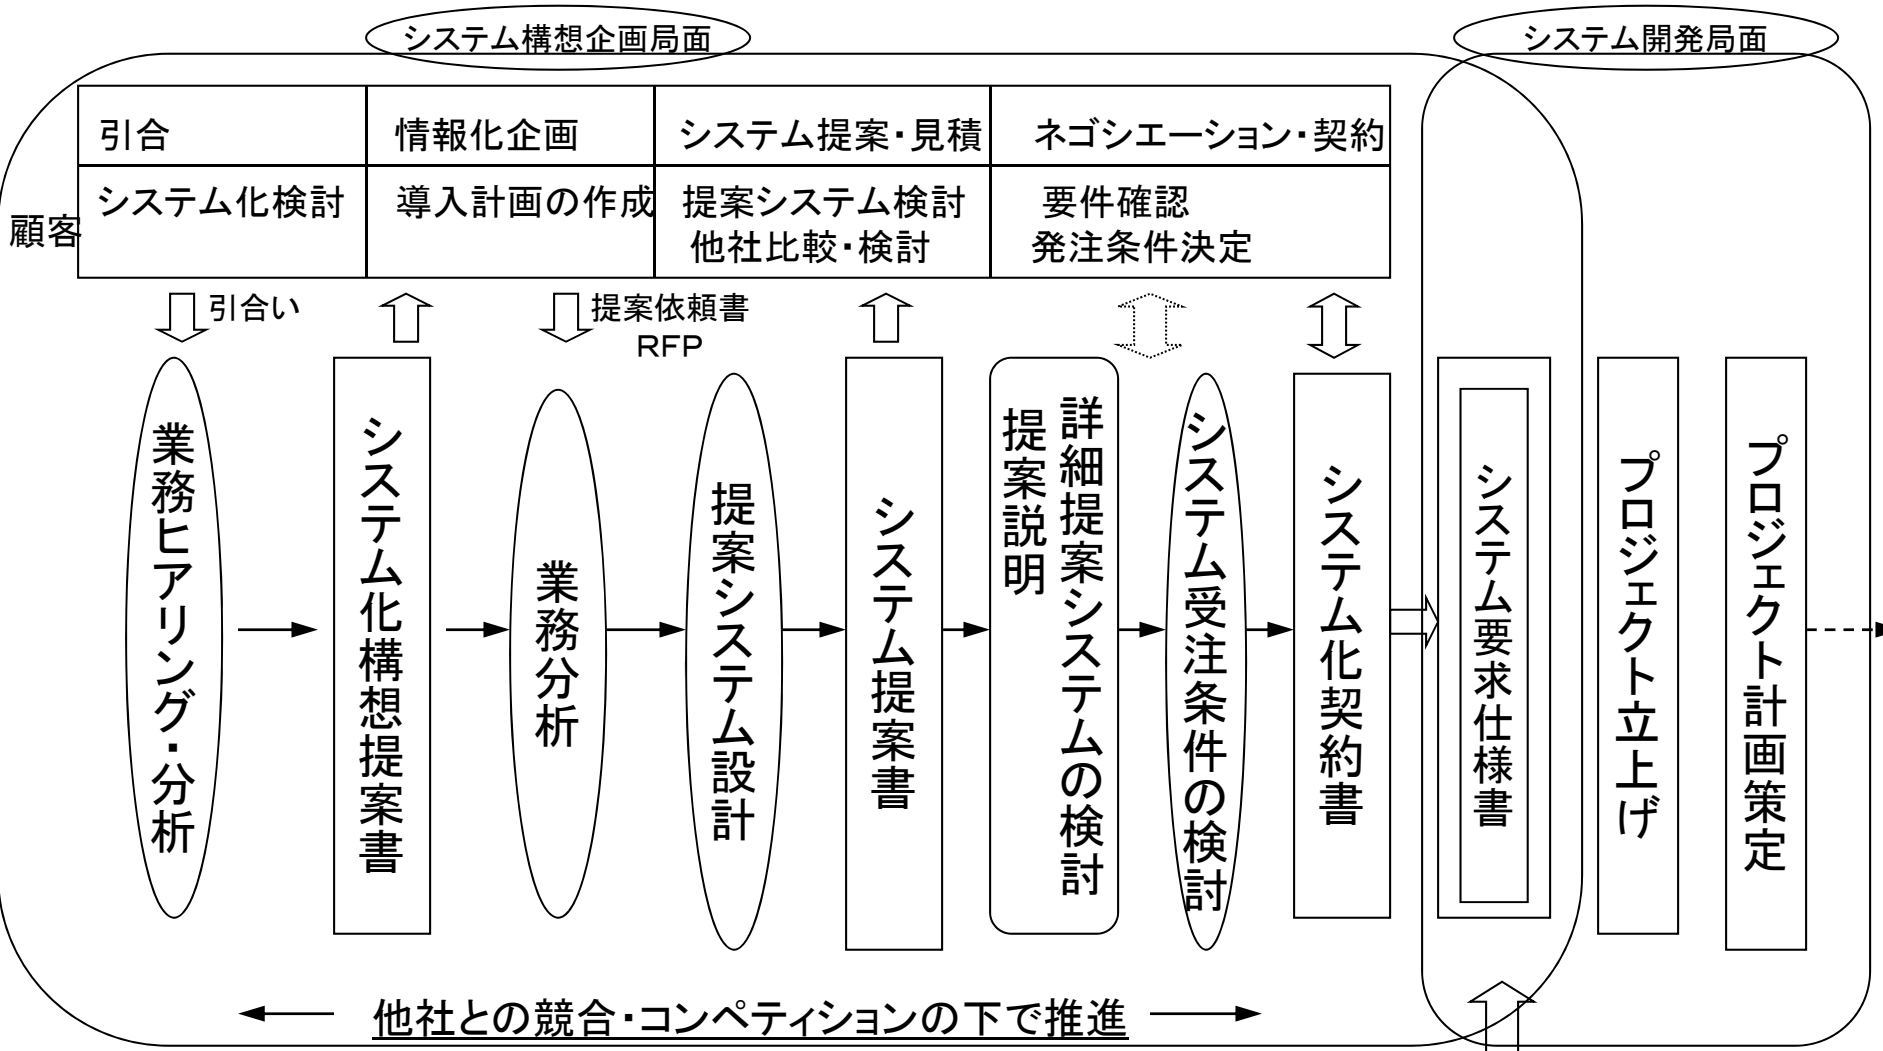 システム構想企画局面
システム開発局面
引合
情報化企画
システム提案・見積
ネゴシエーション・契約
顧客
システム化検討
導入計画の作成
提案システム検討
他社比較・検討
要件確認
発注条件決定
引合い
提案依頼書
RFP
業務ヒアリング・分析
システム化構想提案書
業務分析
提案システム設計
システム提案書
詳細提案システムの検討
提案説明
システム受注条件の検討
システム化契約書
システム要求仕様書
プロジェクト立上げ
プロジェクト計画策定
他社との競合・コンペティションの下で推進